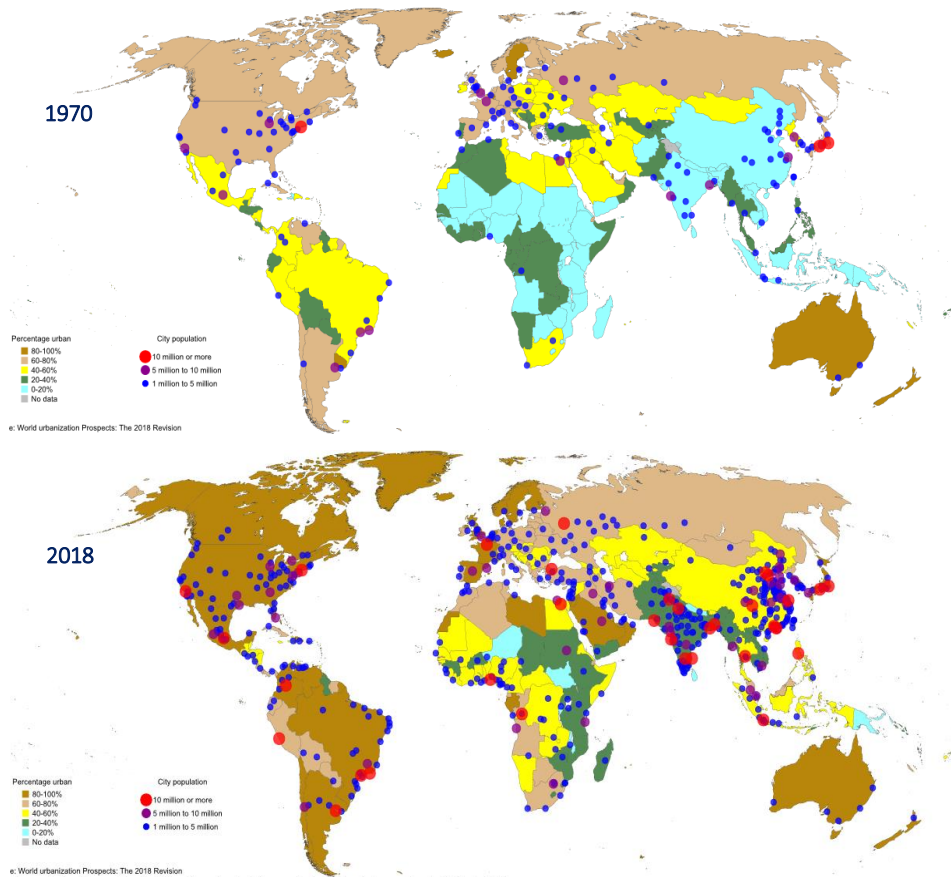 1970
Percentage urban
80-100%
60-80%
40-60%
20-40%
0-20%
No data
City population
10 million or more
5 million to 10 million
1 million to 5 million
e: World urbanization Prospects: The 2018 Revision
2018
Percentage urban
80-100%
60-80%
40-60%
20-40%
0-20%
No data
City population
10 million or more
5 million to 10 million
1 million to 5 million
e: World urbanization Prospects: The 2018 Revision